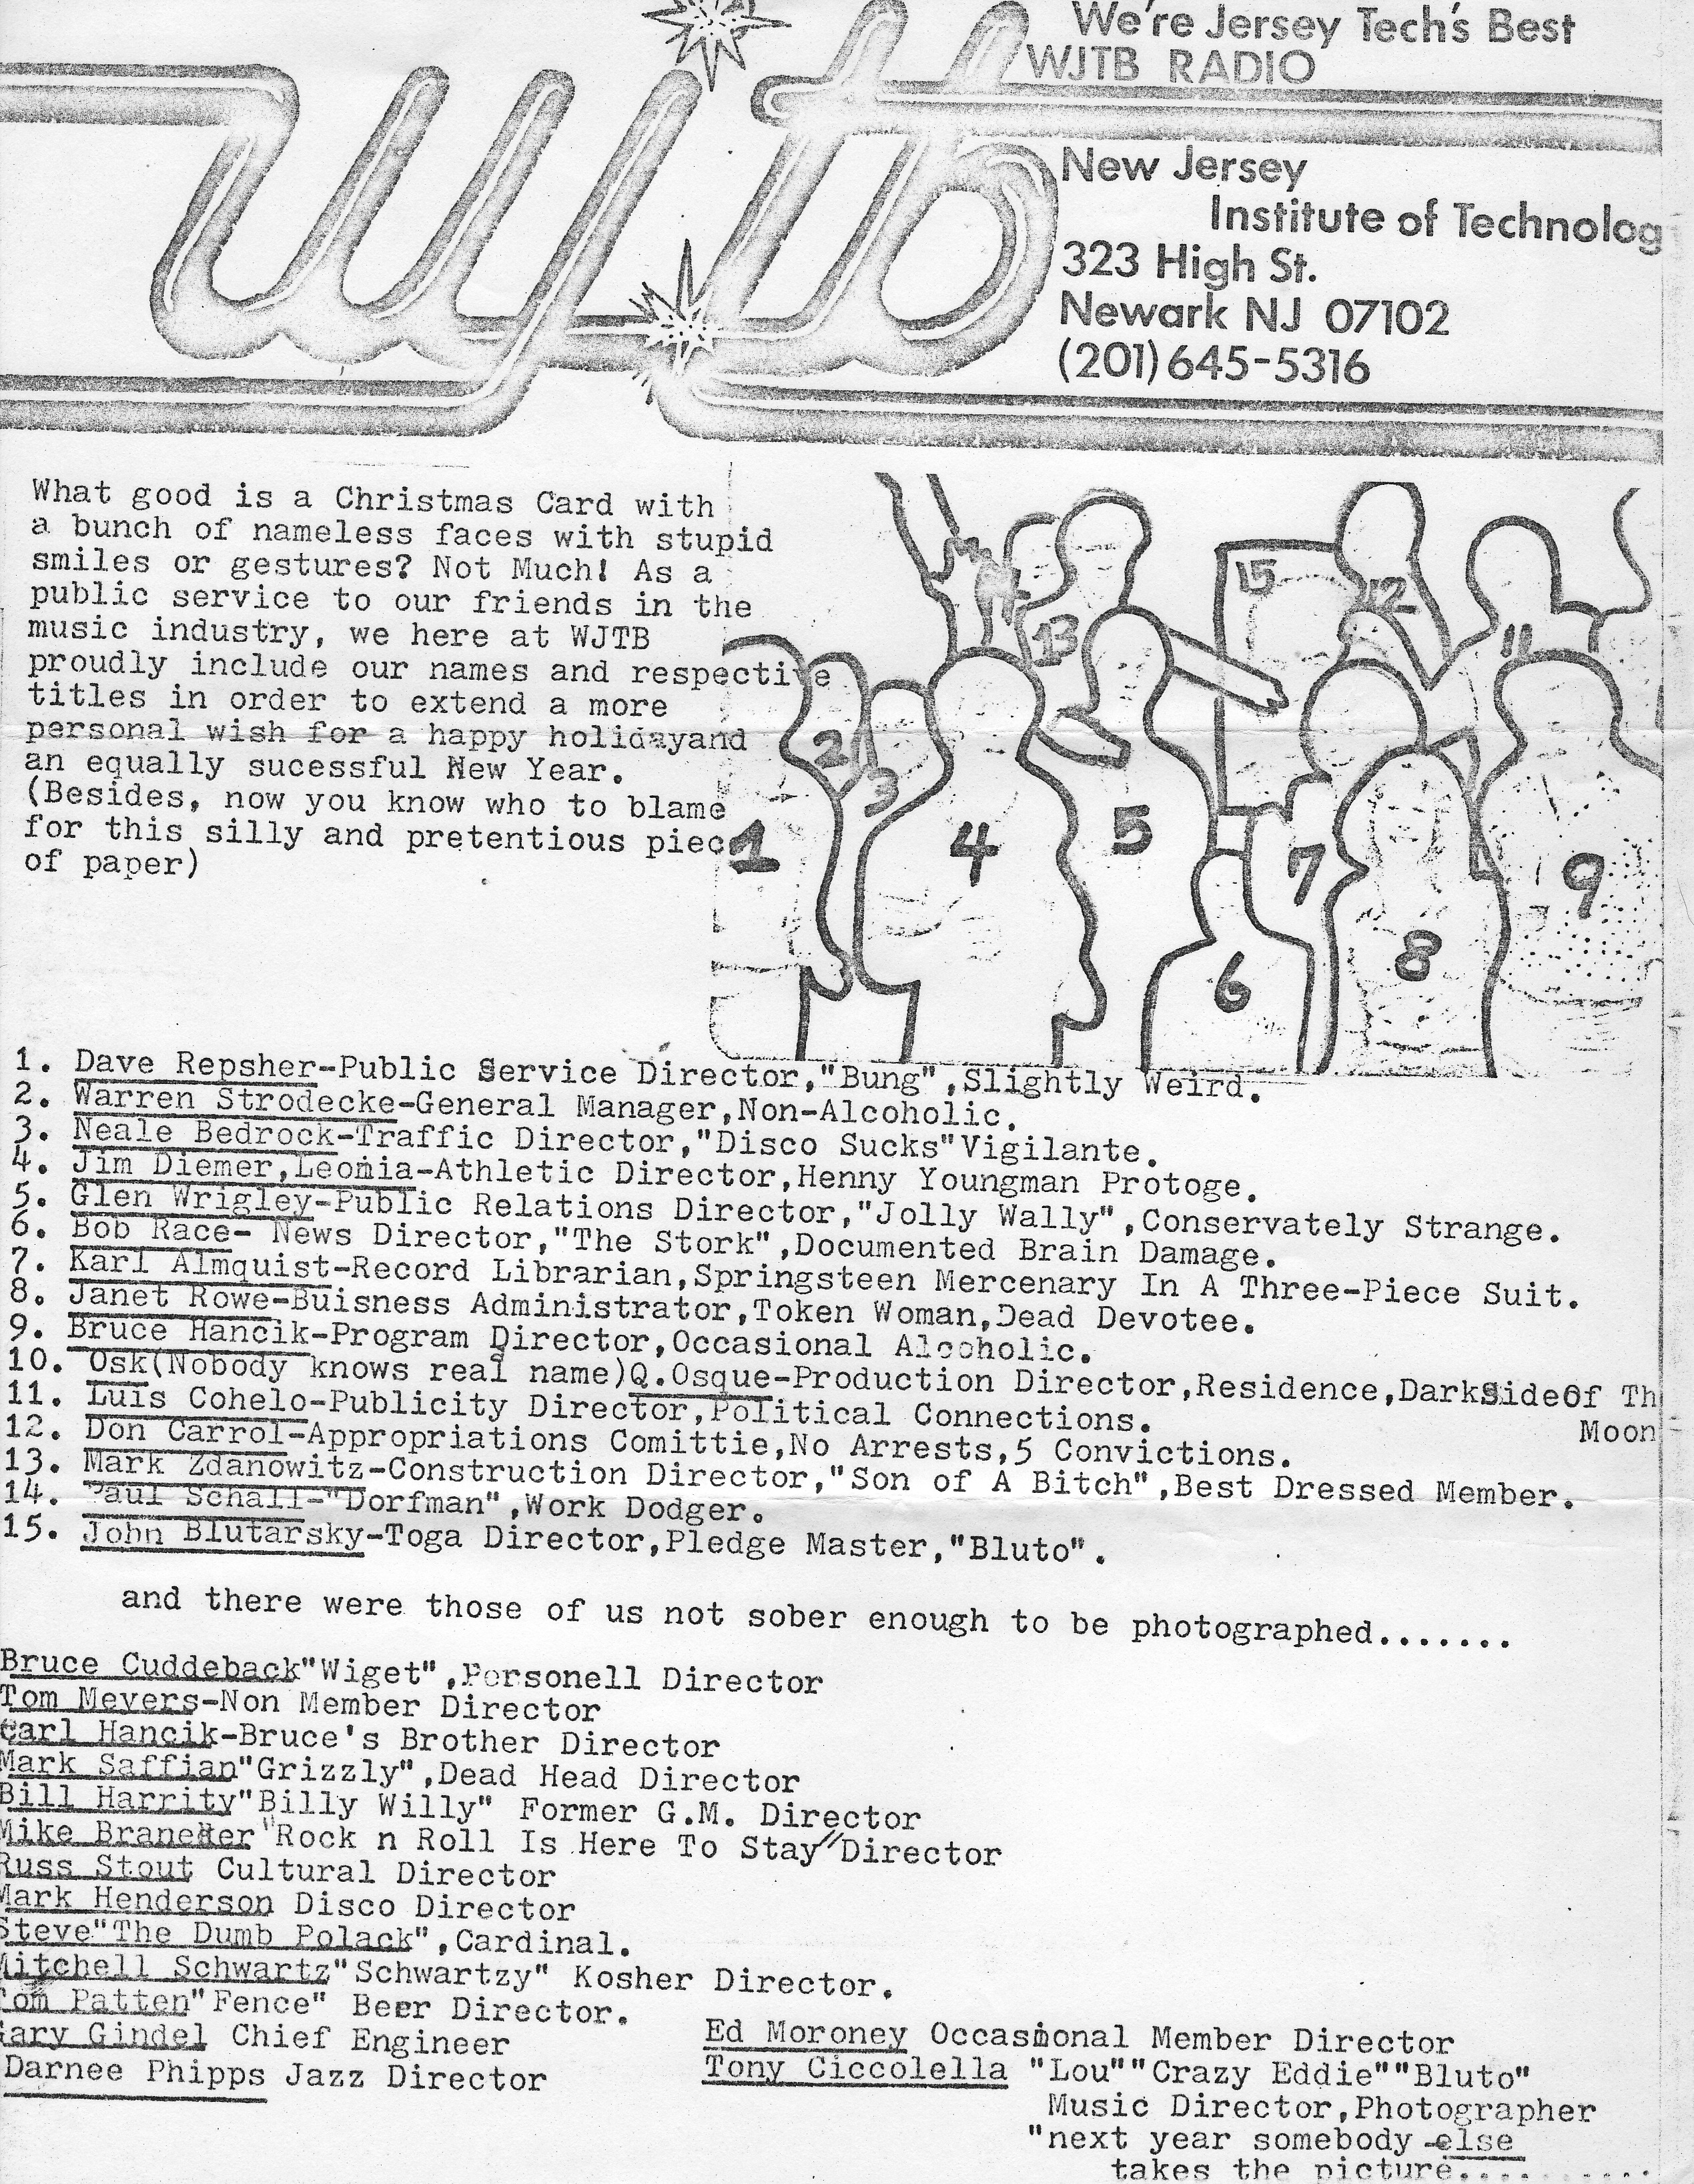 wjtb
We're Jersey Tech's Best
WJTB RADIO
New Jersey
Institute of Technolog
323 High St.
Newark NJ 07102
(201) 645-5316
What good is a Christmas Card with
a bunch of nameless faces with stupid
smiles or gestures? Not Much! As a
public service to our friends in the
music industry, we here at WJTB
proudly include our names and respective
titles in order to extend a more
personal wish for a happy holidayand
an equally sucessful New Year.
(Besides, now you know who to blame
for this silly and pretentious piec
of paper)
15
12
13
11
2
3
1
4
5
7
9
8
6
1. Dave Repsher-Public Service Director,"Bung",Slightly Weird.
2. Warren Strodecke-General Manager,Non-Alcoholic.
3. Neale Bedrock-Traffic Director,"Disco Sucks"Vigilante.
4. Jim Diemer,Leomia-Athletic Director,Henny Youngman Protoge.
5. Glen Wrigley-Public Relations Director,"Jolly Wally",Conservately Strange.
6. Bob Race- News Director,"The Stork",Documented Brain Damage.
7. Karl Almquist-Record Librarian,Springsteen Mercenary In A Three-Piece Suit.
8. Janet Rowe-Buisness Administrator,Token Woman,Dead Devotee.
9. Bruce Hancik-Program Director,Occasional Alcoholic.
10. Osk(Nobody knows real name)Q.Osque-Production Director,Residence,DarkSideOf Th
Moon
11. Luis Cohelo-Publicity Director,Political Connections.
12. Don Carrol-Appropriations Comittie,No Arrests,5 Convictions.
13. Mark Zdanowitz-Construction Director,"Son of A Bitch",Best Dressed Member.
14. Paul Schall-"Dorfman",Work Dodger.
15. John Blutarsky-Toga Director,Pledge Master,"Bluto".
and there were those of us not sober enough to be photographed.......
Bruce Cuddeback"Wiget",Personell Director
Tom Meyers-Non Member Director
Carl Hancik-Bruce's Brother Director
Mark Saffian"Grizzly",Dead Head Director
Bill Harrity"Billy Willy" Former G.M. Director
Mike "Rock n Roll Is Here To Stay"Director
Russ Stout Cultural Director
Mark Henderson Disco Director
Steve"The Dumb Polack",Cardinal.
Mitchell Schwartz"Schwartzy" Kosher Director.
Tom Patten"Fence" Beer Director.
Gary Gindel Chief Engineer
Darnee Phipps Jazz Director
Ed Moroney Occasional Member Director
Tony Ciccolella "Lou""Crazy Eddie""Bluto"
Music Director,Photographer
"next year somebody else
takes the picture..........